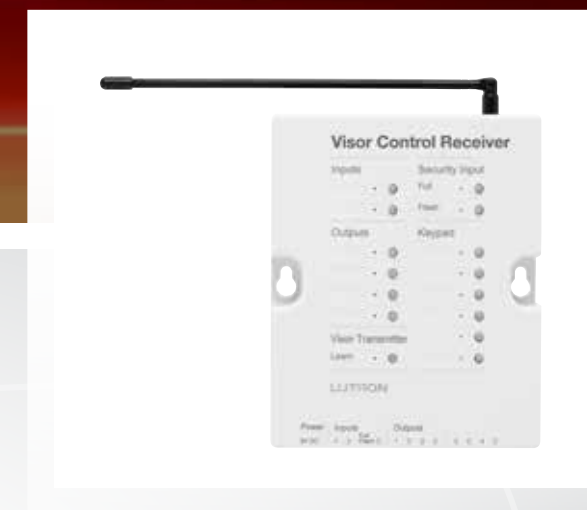 Visor Control Receiver
Inputs Security Input
Full
Flash
Outputs Keypad
Visor Transmitter
Learn
LUTRON
Power Inputs Outputs